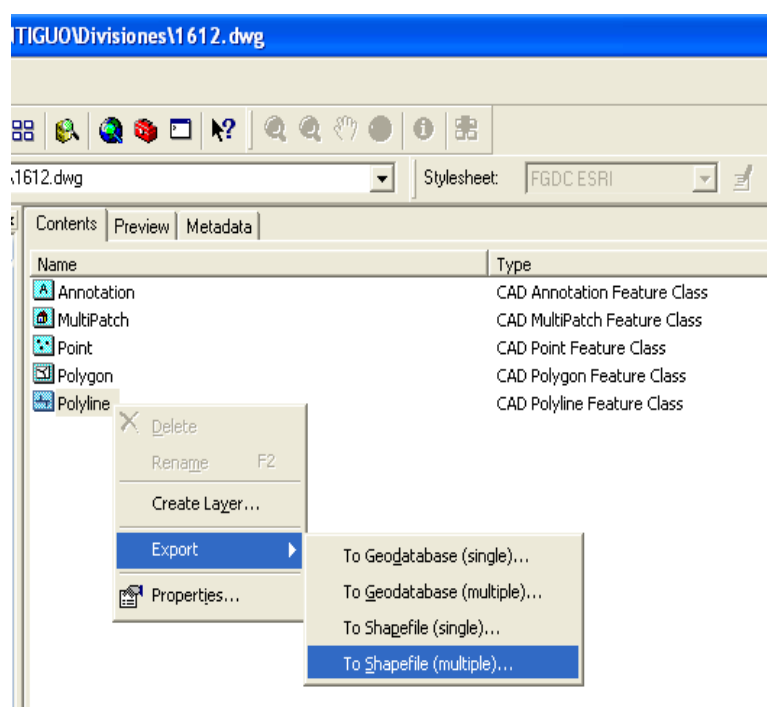 ITIGUO\Divisiones\1612.dwg
\1612.dwg Stylesheet: FGDC ESRI
Contents Preview Metadata
Name Type
Annotation CAD Annotation Feature Class
MultiPatch CAD MultiPatch Feature Class
Point CAD Point Feature Class
Polygon CAD Polygon Feature Class
Polyline CAD Polyline Feature Class
Delete
Rename F2
Create Layer...
Export
Properties...
To Geodatabase (single)...
To Geodatabase (multiple)...
To Shapefile (single)...
To Shapefile (multiple)...